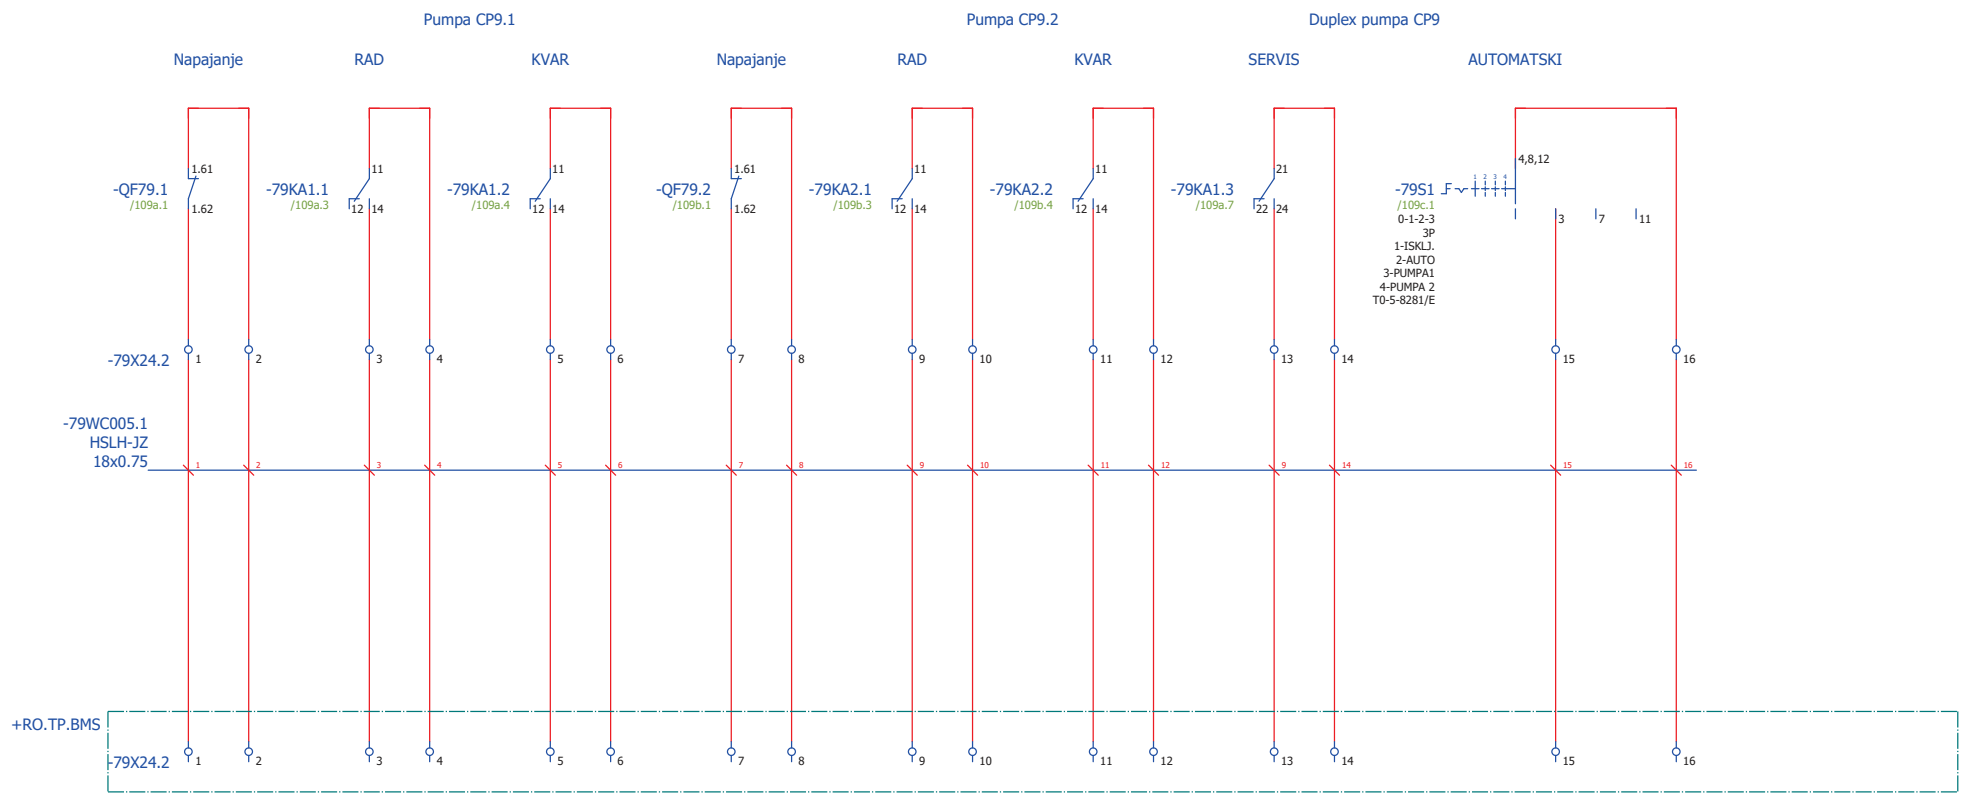 Pumpa CP9.1 Pumpa CP9.2 Duplex pumpa CP9
Napajanje RAD KVAR Napajanje RAD KVAR SERVIS AUTOMATSKI
1.61 11 11 1.61 11 11 21 4,8,12
1 2 3 4
-QF79.1 -79KA1.1 -79KA1.2 -QF79.2 -79KA2.1 -79KA2.2 -79KA1.3 -79S1
/109a.1 /109a.3 /109a.4 /109b.1 /109b.3 /109b.4 /109a.7 /109c.1
1.62 12 14 12 14 1.62 12 14 12 14 22 24
0-1-2-3 3 7 11
3P
1-ISKLJ.
2-AUTO
3-PUMPA1
4-PUMPA 2
T0-5-8281/E
-79X24.2 1 2 3 4 5 6 7 8 9 10 11 12 13 14 15 16
-79WC005.1
HSLH-JZ
18x0.75 1 2 3 4 5 6 7 8 9 10 11 12 9 14 15 16
+RO.TP.BMS
-79X24.2 1 2 3 4 5 6 7 8 9 10 11 12 13 14 15 16